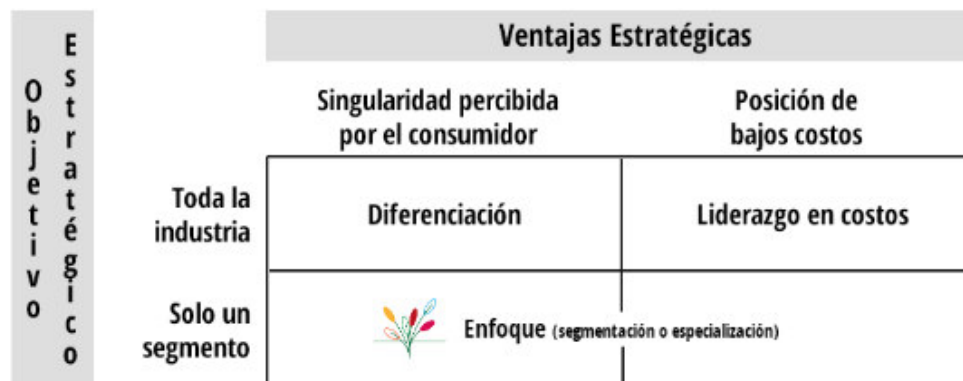 Objetivo
Estratégico
Ventajas Estratégicas
Singularidad percibida
por el consumidor
Posición de
bajos costos
Toda la
industria
Diferenciación
Liderazgo en costos
Solo un
segmento
Enfoque (segmentación o especialización)